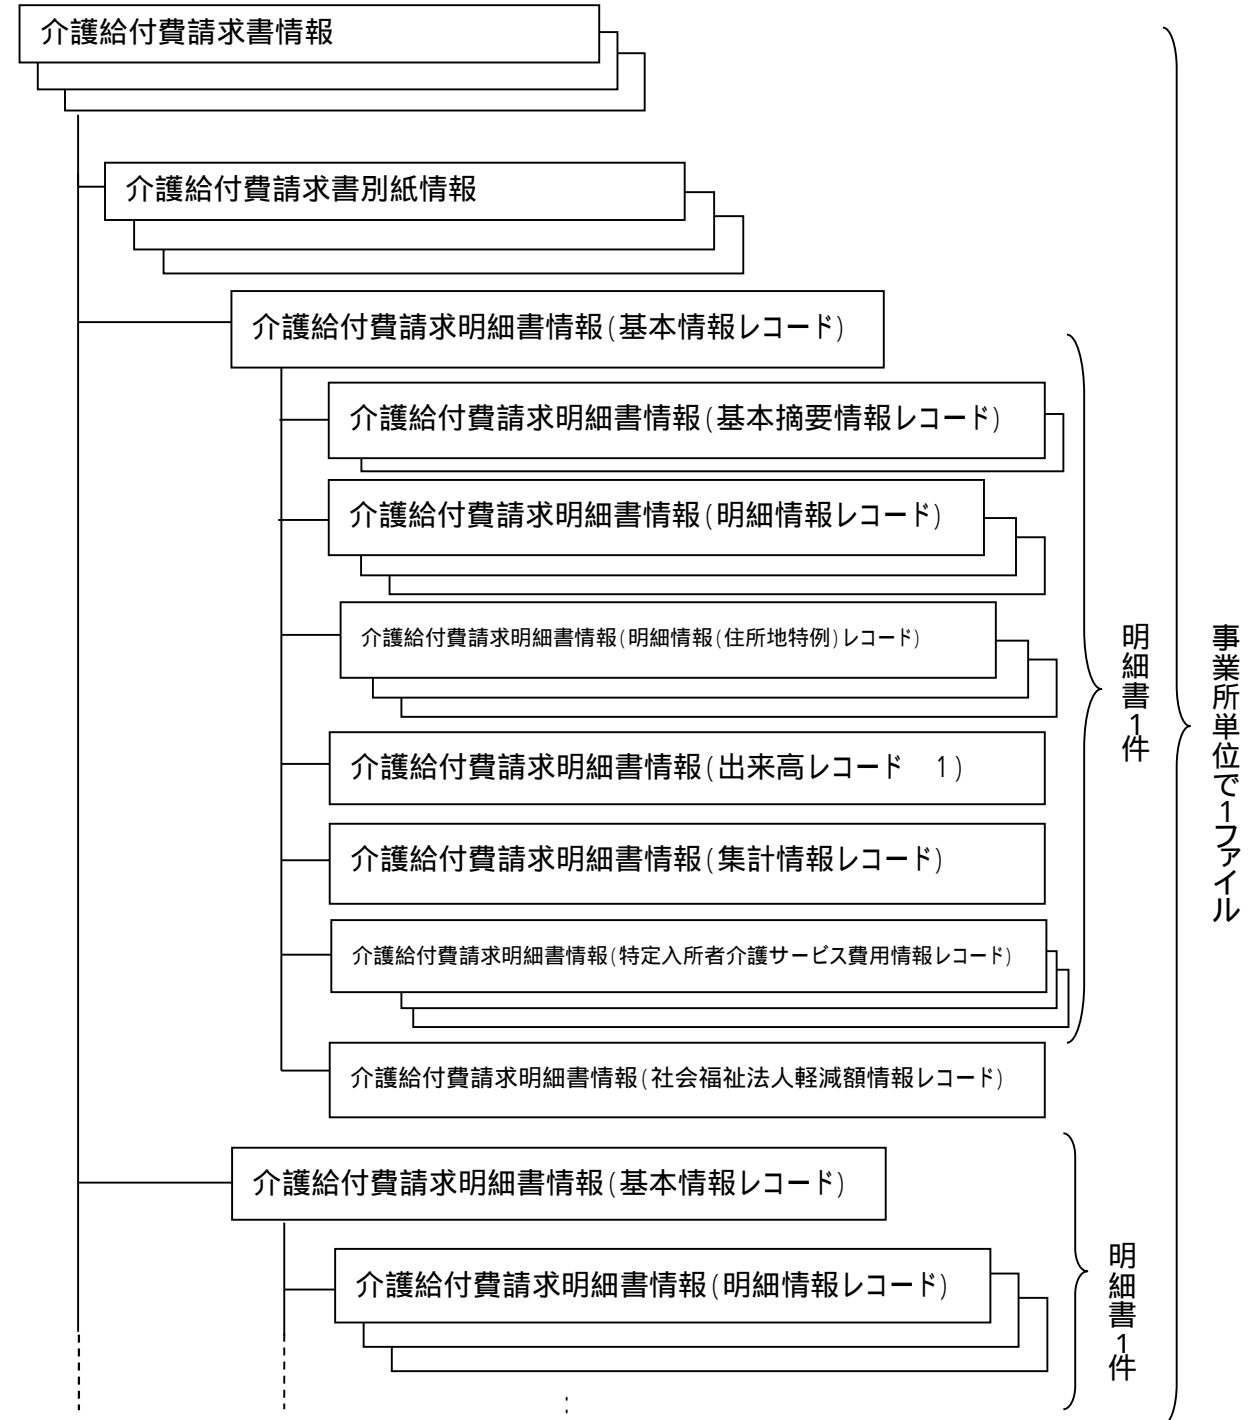 介護給付費請求書情報
介護給付費請求書別紙情報
介護給付費請求明細書情報(基本情報レコード)
介護給付費請求明細書情報(基本摘要情報レコード)
介護給付費請求明細書情報(明細情報レコード)
介護給付費請求明細書情報(明細情報(住所地特例)レコード)
介護給付費請求明細書情報(出来高レコード　1)
介護給付費請求明細書情報(集計情報レコード)
介護給付費請求明細書情報(特定入所者介護サービス費用情報レコード)
介護給付費請求明細書情報(社会福祉法人軽減額情報レコード)
明細書1件
介護給付費請求明細書情報(基本情報レコード)
介護給付費請求明細書情報(明細情報レコード)
明細書1件
事業所単位で1ファイル